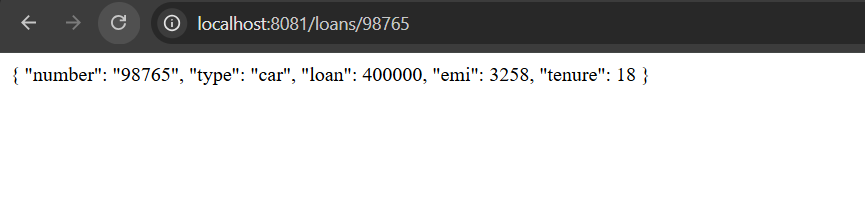 localhost:8081/loans/98765
{ "number": "98765", "type": "car", "loan": 400000, "emi": 3258, "tenure": 18 }